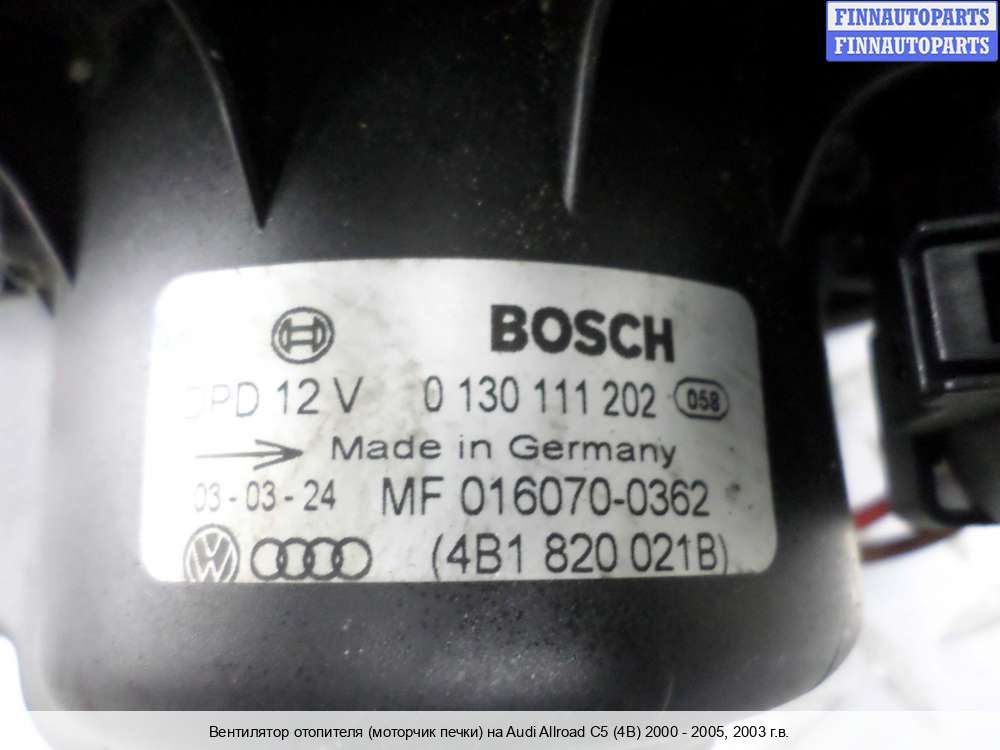 FINNAUTOPARTS
FINNAUTOPARTS
BOSCH
DPD 12 V 0 130 111 202 058
Made in Germany
03-03-24 MF 016070-0362
(4B1 820 021B)
Вентилятор отопителя (моторчик печки) на Audi Allroad C5 (4B) 2000 - 2005, 2003 г.в.